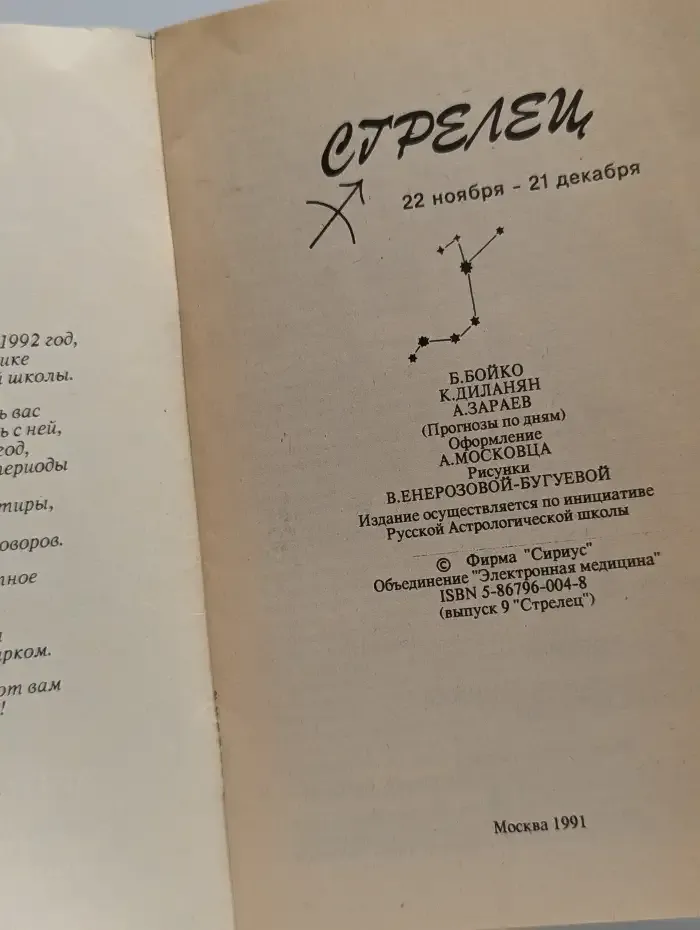 1992 год,
ике
школы.
ь вас
ь с ней,
год,
периоды
тиры,
оворов.
рком.
от вам
!
СТРЕЛЕЦ
22 ноября - 21 декабря
Б.БОЙКО
К.ДИЛАНЯН
А.ЗАРАЕВ
(Прогнозы по дням)
Оформление
А.МОСКОВЦА
Рисунки
В.ЕНЕРОЗОВОЙ-БУГУЕВОЙ
Издание осуществляется по инициативе
Русской Астрологической школы
© Фирма "Сириус"
Объединение "Электронная медицина"
ISBN 5-86796-004-8
(выпуск 9 "Стрелец")
Москва 1991